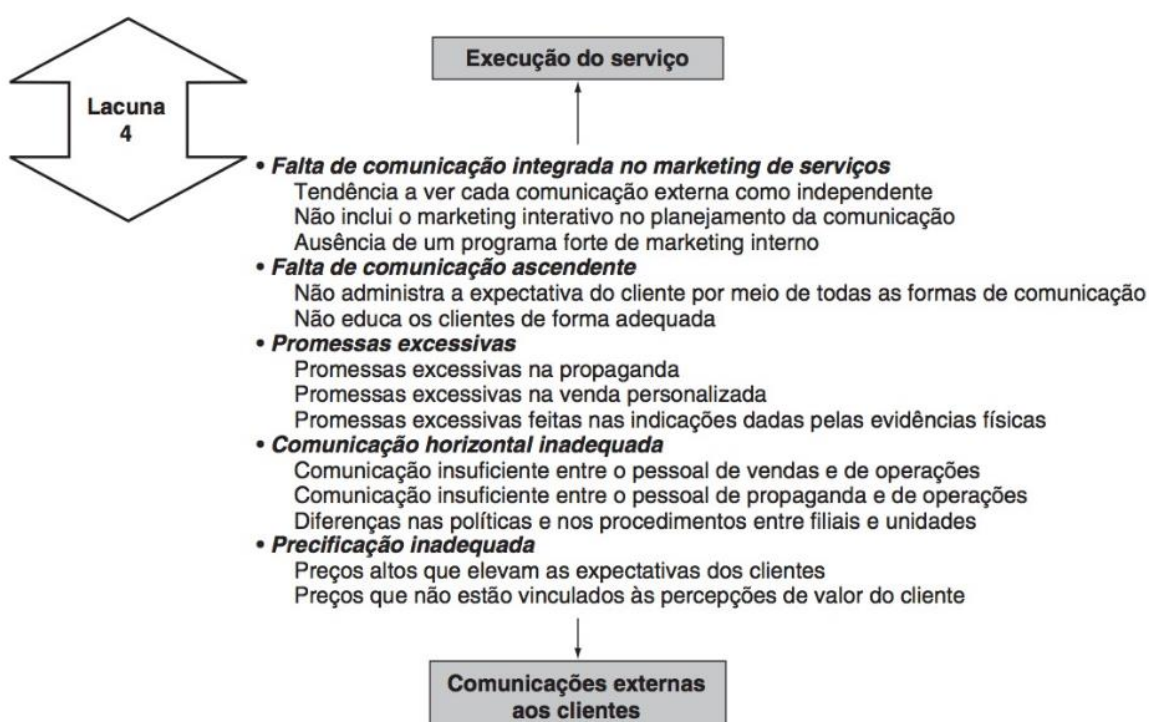 Execução do serviço
Lacuna
4
• Falta de comunicação integrada no marketing de serviços
Tendência a ver cada comunicação externa como independente
Não inclui o marketing interativo no planejamento da comunicação
Ausência de um programa forte de marketing interno
• Falta de comunicação ascendente
Não administra a expectativa do cliente por meio de todas as formas de comunicação
Não educa os clientes de forma adequada
• Promessas excessivas
Promessas excessivas na propaganda
Promessas excessivas na venda personalizada
Promessas excessivas feitas nas indicações dadas pelas evidências físicas
• Comunicação horizontal inadequada
Comunicação insuficiente entre o pessoal de vendas e de operações
Comunicação insuficiente entre o pessoal de propaganda e de operações
Diferenças nas políticas e nos procedimentos entre filiais e unidades
• Precificação inadequada
Preços altos que elevam as expectativas dos clientes
Preços que não estão vinculados às percepções de valor do cliente
Comunicações externas
aos clientes